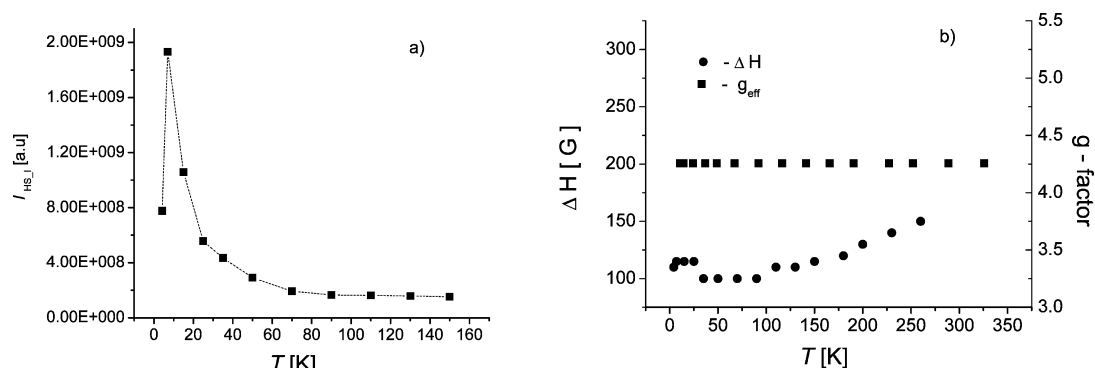 a)
2.00E+009
1.60E+009
1.20E+009
8.00E+008
4.00E+008
0.00E+000
I HS_I [a.u]
0 20 40 60 80 100 120 140 160
T [K]
b)
300
250
200
150
100
Δ H [ G ]
- Δ H
- g eff
5.5
5.0
4.5
4.0
3.5
3.0
g - factor
0 50 100 150 200 250 300 350
T [K]